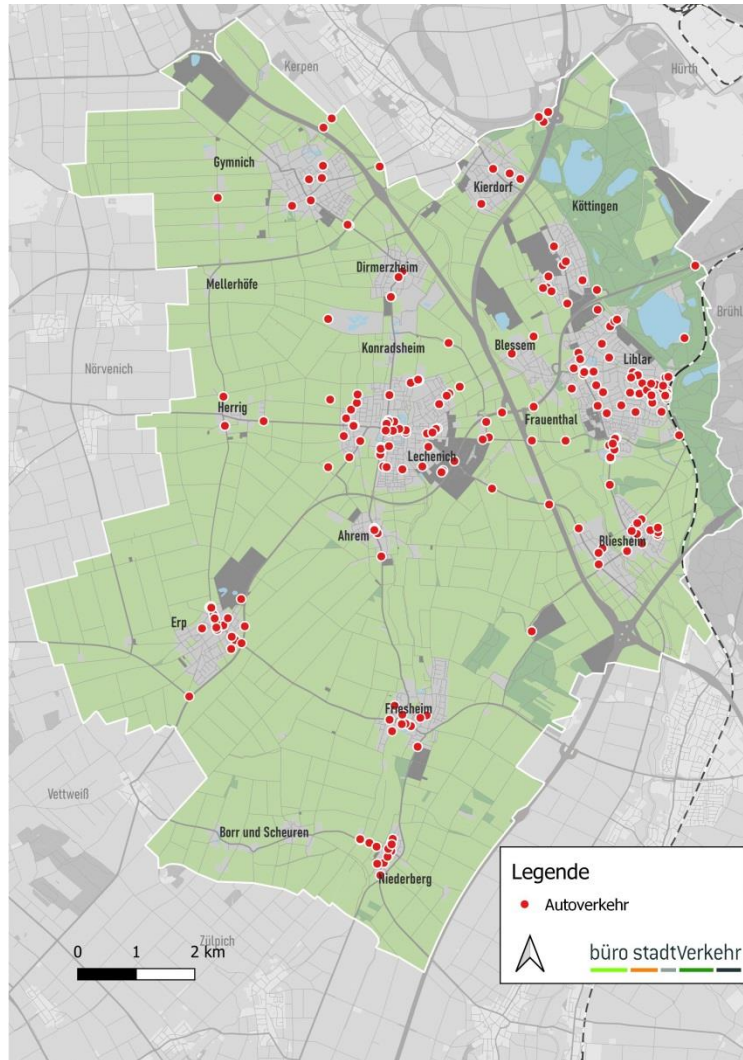 Kerpen
Hürth
Gymnich
Kierdorf
Köttingen
Dirmerzheim
Mellerhöfe
Brühl
Konradsheim
Blessem
Liblar
Nörvenich
Herrig
Frauenthal
Lechenich
Ahrem
Bliesheim
Erp
Friesheim
Vettweiß
Borr und Scheuren
Niederberg
Zülpich
0 1 2 km
Legende
Autoverkehr
büro stadtVerkehr